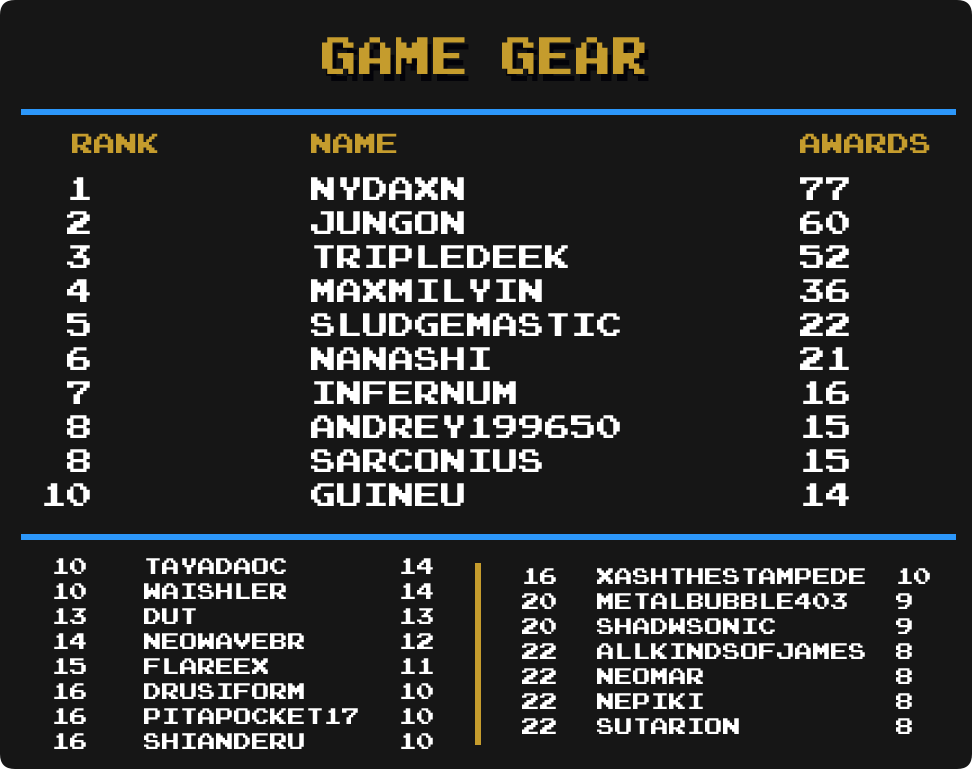 GAME GEAR
RANK NAME AWARDS
1 NYDAXN 77
2 JUNGON 60
3 TRIPLEDEEK 52
4 MAXMILYIN 36
5 SLUDGEMASTIC 22
6 NANASHI 21
7 INFERNUM 16
8 ANDREY199650 15
8 SARCONIUS 15
10 GUINEU 14
10 TAYADAOC 14
10 WAISHLER 14
13 DUT 13
14 NEOWAVEBR 12
15 FLAREEX 11
16 DRUSIFORM 10
16 PITAPOCKET17 10
16 SHIANDERU 10
16 XASHTHESTAMPEDE 10
20 METALBUBBLE403 9
20 SHADWSONIC 9
22 ALLKINDSOFJAMES 8
22 NEOMAR 8
22 NEPIKI 8
22 SUTARION 8